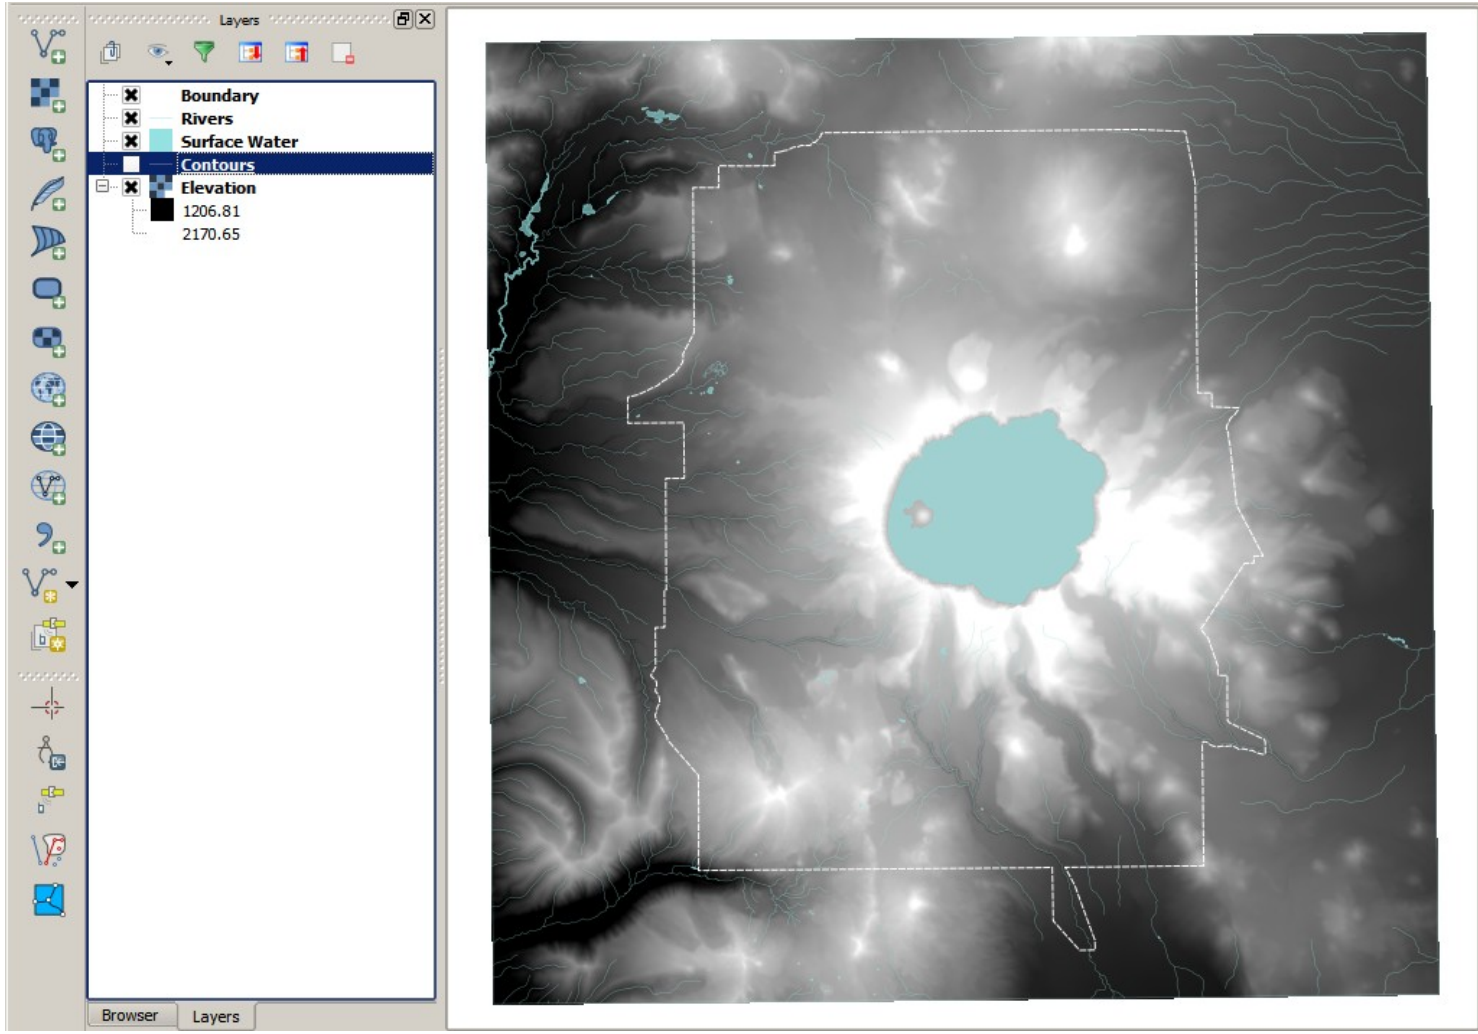 Layers
Boundary
Rivers
Surface Water
Contours
Elevation
1206.81
2170.65
Browser
Layers